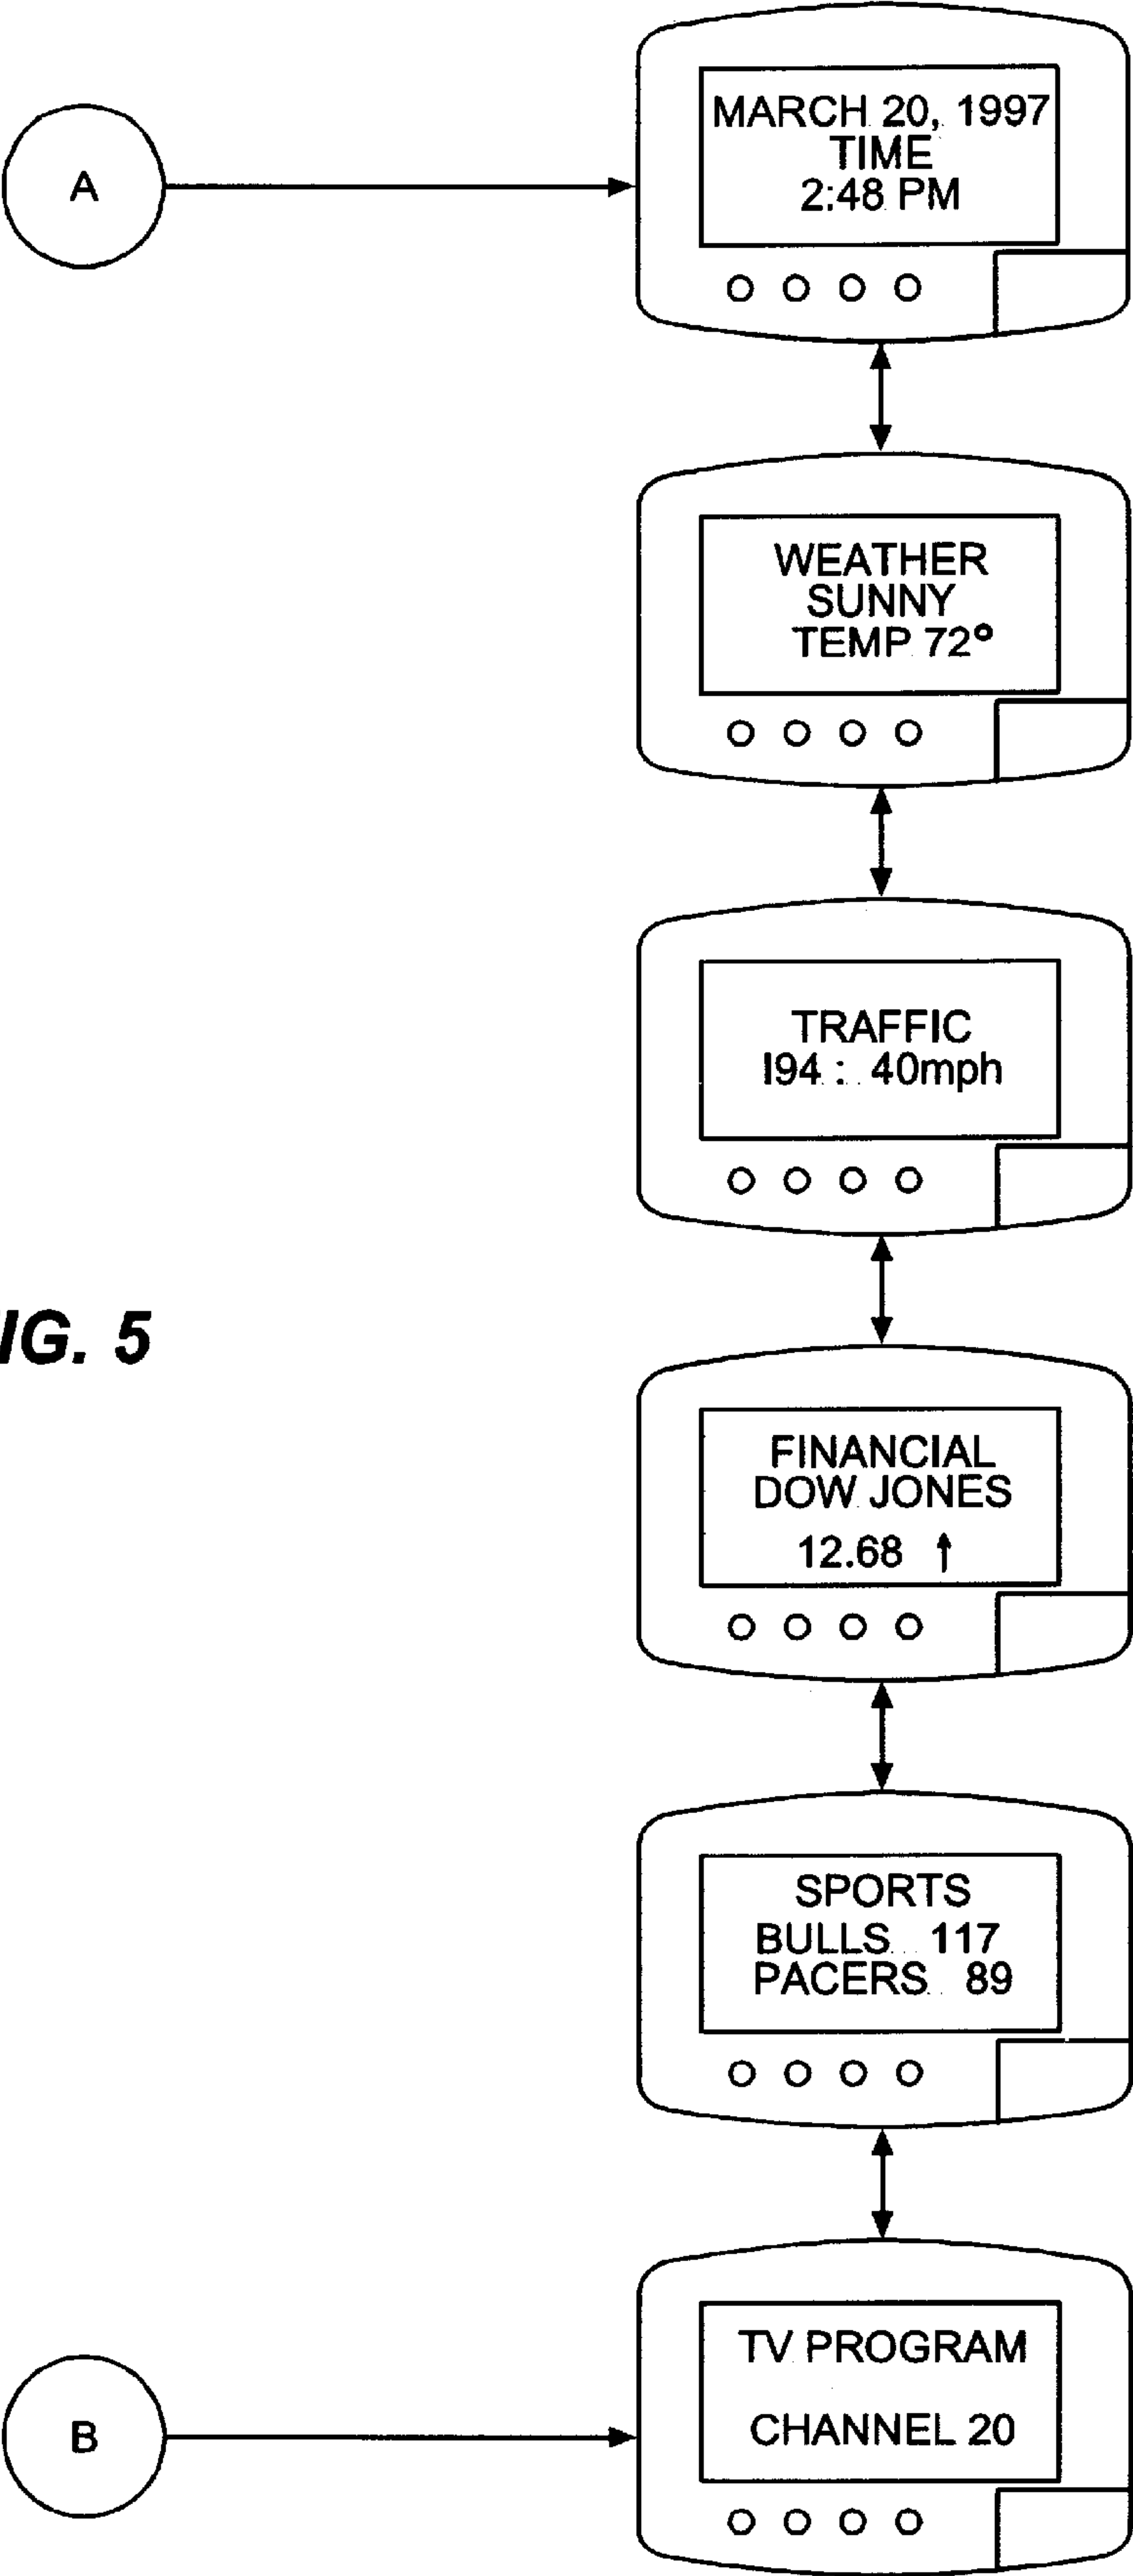 A
MARCH 20, 1997
TIME
2:48 PM
WEATHER
SUNNY
TEMP 72°
TRAFFIC
I94 : 40mph
IG. 5
FINANCIAL
DOW JONES
12.68 ↑
SPORTS
BULLS 117
PACERS 89
B
TV PROGRAM
CHANNEL 20